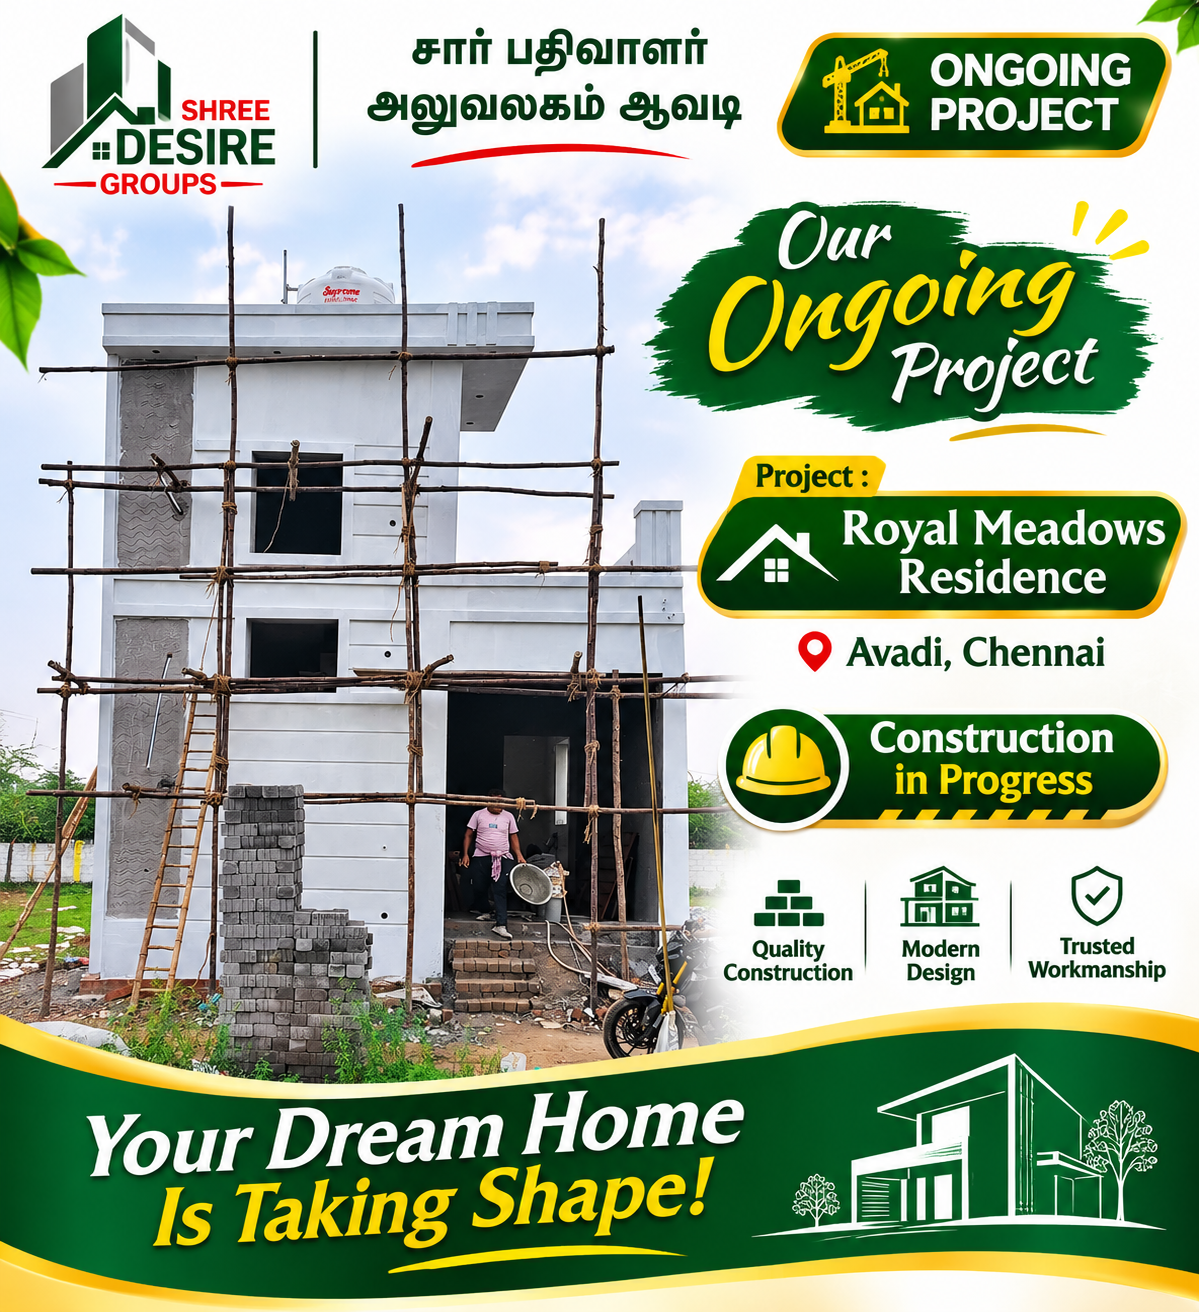 SHREE
DESIRE
GROUPS
சார் பதிவாளர்
அலுவலகம் ஆவடி
ONGOING
PROJECT
Our
Ongoing
Project
Supreme
Project :
Royal Meadows
Residence
Avadi, Chennai
Construction
in Progress
Quality
Construction
Modern
Design
Trusted
Workmanship
Your Dream Home
Is Taking Shape!